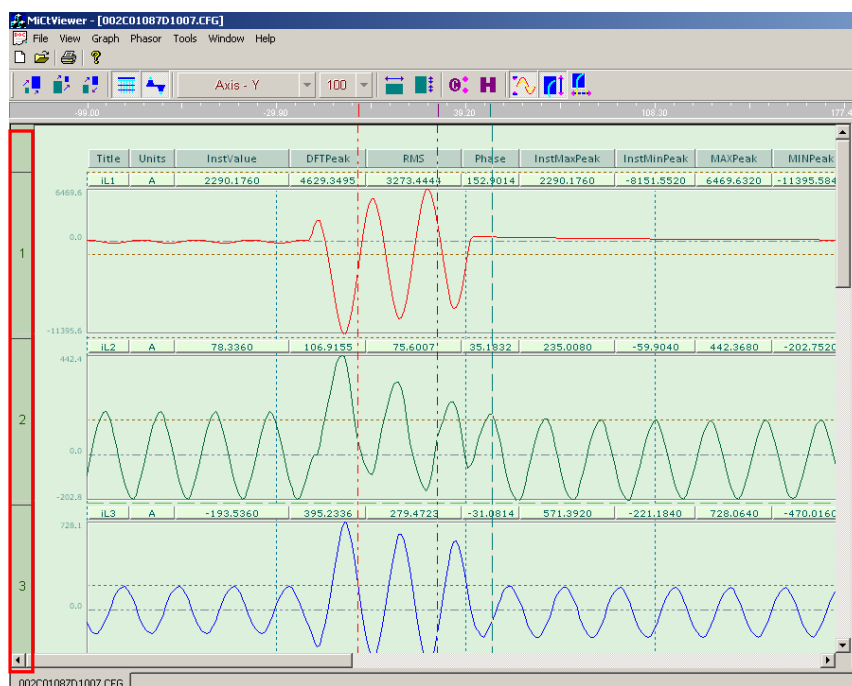 MiCtViewer - [002C01087D1007.CFG]
File View Graph Phasor Tools Window Help
Axis - Y 100
-99.00 -29.90 39.20 108.30 177.4
Title Units InstValue DFTPeak RMS Phase InstMaxPeak InstMinPeak MAXPeak MINPeak
iL1 A 2290.1760 4629.3495 3273.4444 152.9014 2290.1760 -8151.5520 6469.6320 -11395.584
6469.6
0.0
1
-11395.6
iL2 A 78.3360 106.9155 75.6007 35.1832 235.0080 -59.9040 442.3680 -202.7520
442.4
2
0.0
-202.8
iL3 A -193.5360 395.2336 279.4723 -31.0814 571.3920 -221.1840 728.0640 -470.0160
728.1
3
0.0
002C01087D1007.CFG